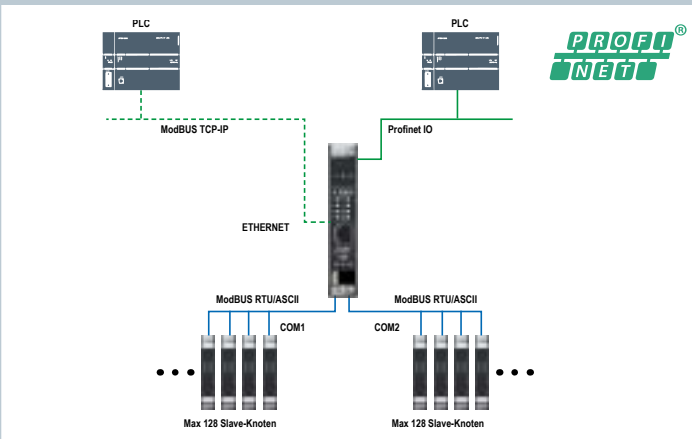 PLC
PLC
PROFI
NET
®
ModBUS TCP-IP
Profinet IO
ETHERNET
ModBUS RTU/ASCII
ModBUS RTU/ASCII
COM1
COM2
Max 128 Slave-Knoten
Max 128 Slave-Knoten